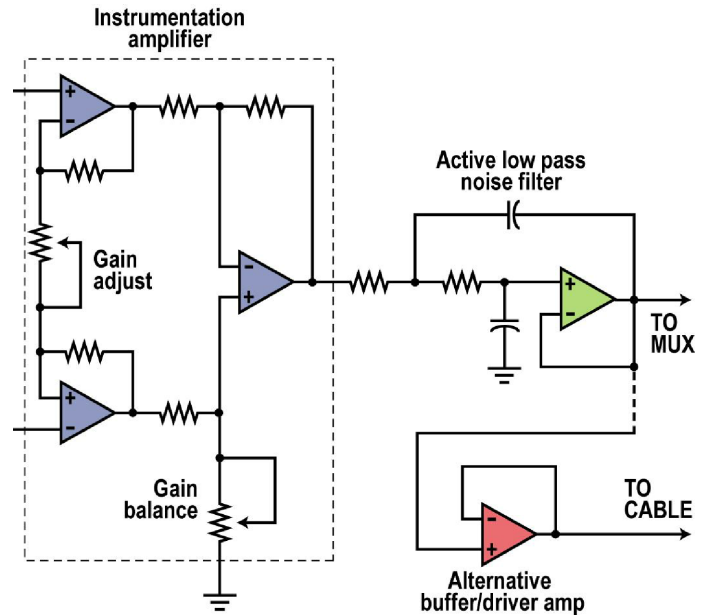 Instrumentation
amplifier
+
-
Active low pass
noise filter
Gain
adjust
-
+
+
-
TO
MUX
+
-
Gain
balance
-
+
TO
CABLE
Alternative
buffer/driver amp